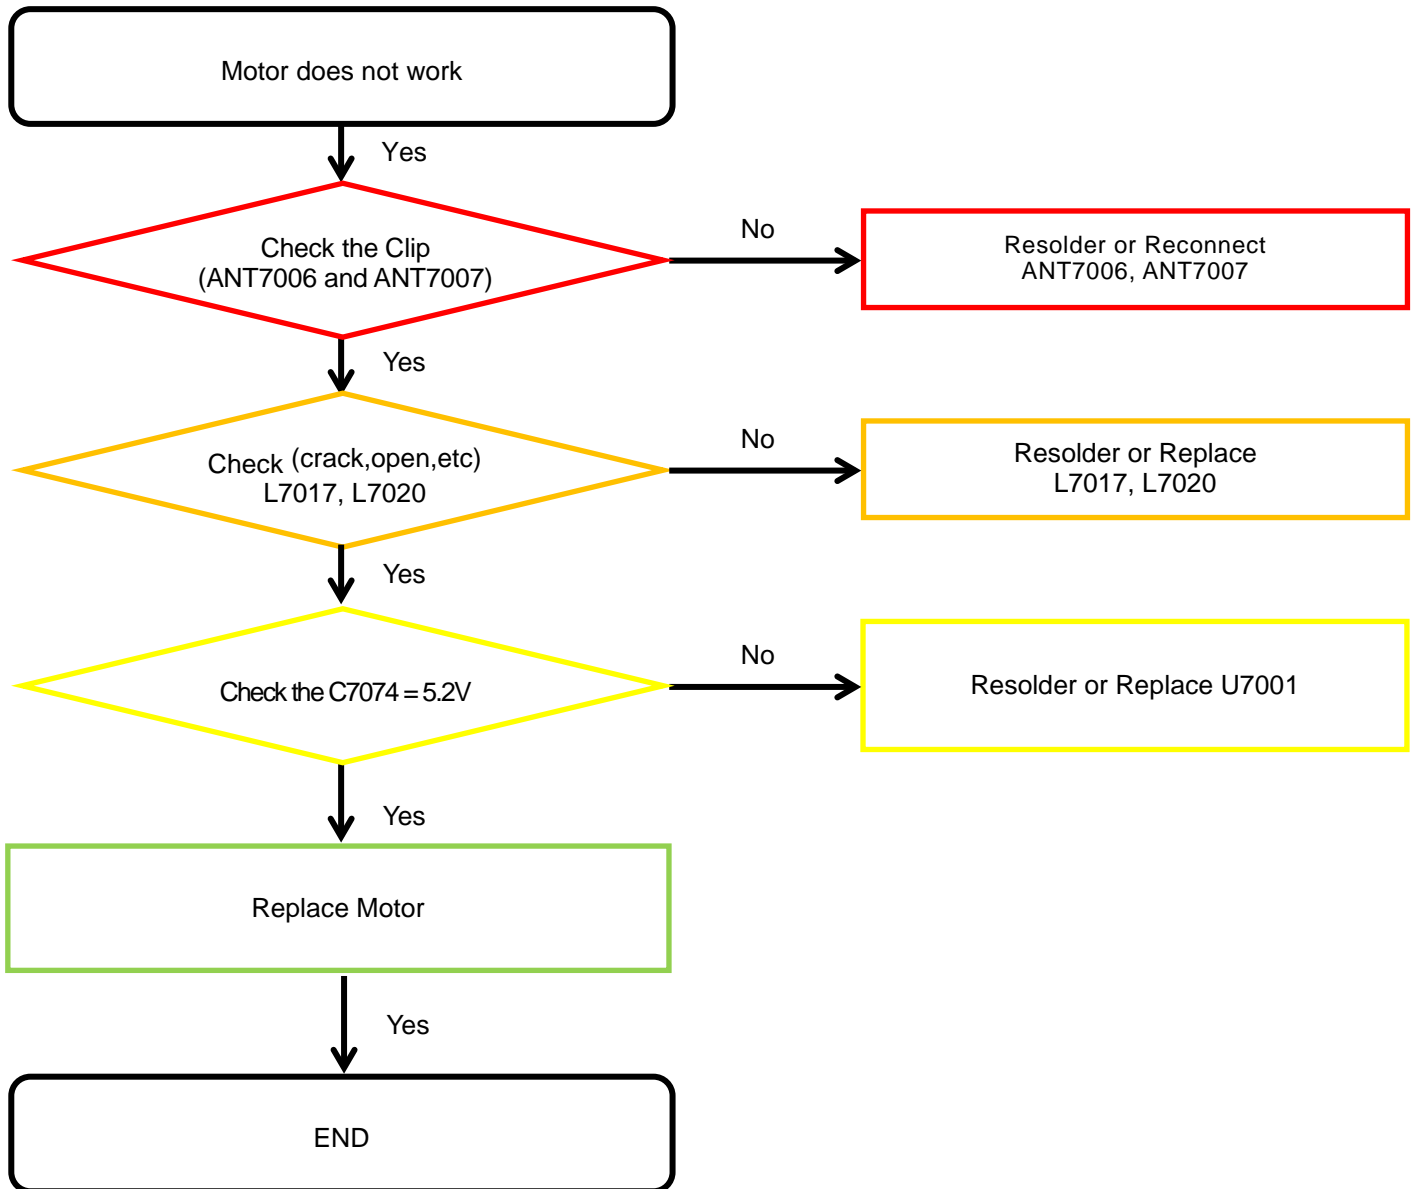 Motor does not work
Yes
Check the Clip
(ANT7006 and ANT7007)
No
Resolder or Reconnect
ANT7006, ANT7007
Yes
Check (crack,open,etc)
L7017, L7020
No
Resolder or Replace
L7017, L7020
Yes
Check the C7074 = 5.2V
No
Resolder or Replace U7001
Yes
Replace Motor
Yes
END